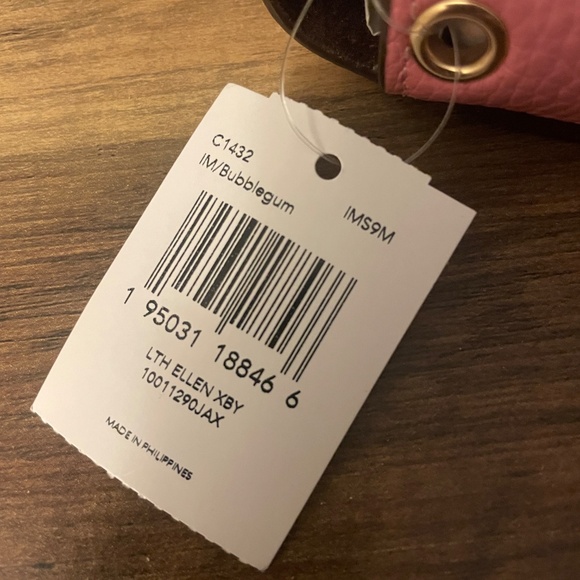 C1432
IM/Bubblegum IMS9M
1 95031 18846 6
LTH ELLEN XBY
10011290JAX
MADE IN PHILIPPINES